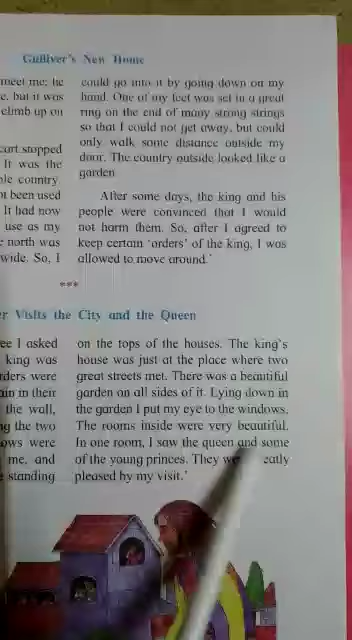 Gulliver's New Home
meet me; he
e, but it was
climb up on
cart stopped
It was the
ole country.
ot been used
It had now
use as my
e north was
wide. So, I
could go into it by going down on my
hand. One of my feet was set in a great
ring on the end of many strong strings
so that I could not get away, but could
only walk some distance outside my
door. The country outside looked like a
garden
After some days, the king and his
people were convinced that I would
not harm them. So, after I agreed to
keep certain 'orders' of the king, I was
allowed to move around.'
***
er Visits the City and the Queen
ee I asked
king was
rders were
ain in their
the wall,
ng the two
ows were
me, and
standing
on the tops of the houses. The king's
house was just at the place where two
great streets met. There was a beautiful
garden on all sides of it. Lying down in
the garden I put my eye to the windows.
The rooms inside were very beautiful.
In one room, I saw the queen and some
of the young princes. They we eatly
pleased by my visit.'